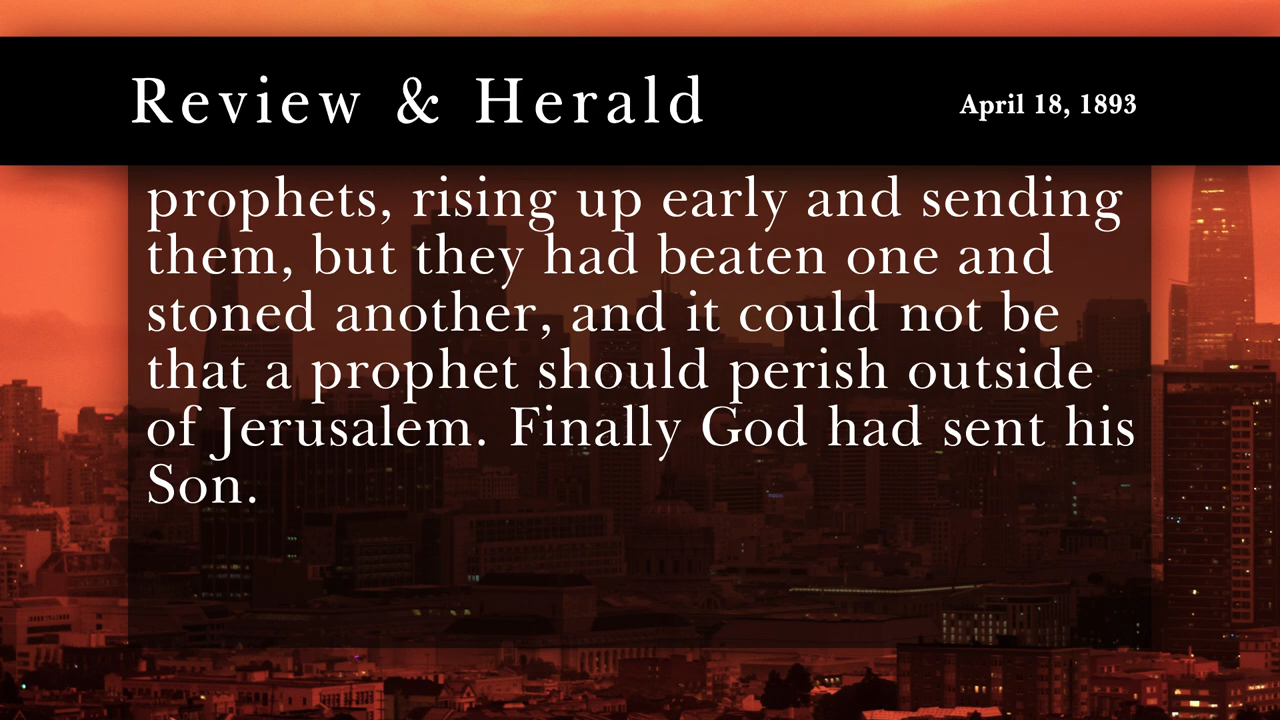 Review & Herald
April 18, 1893
prophets, rising up early and sending
them, but they had beaten one and
stoned another, and it could not be
that a prophet should perish outside
of Jerusalem. Finally God had sent his
Son.